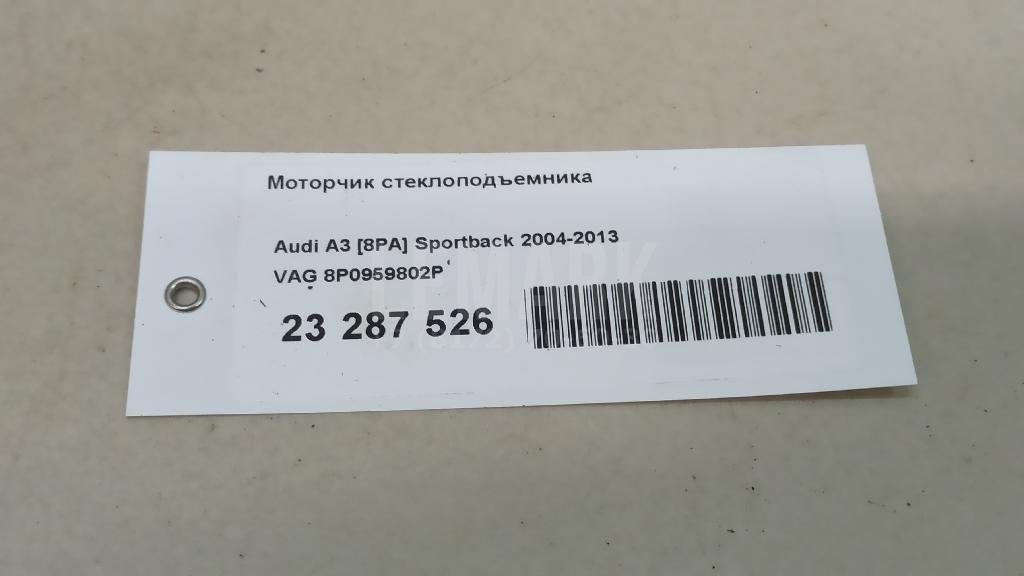 Моторчик стеклоподъемника
Audi A3 [8PA] Sportback 2004-2013
VAG 8P0959802P
23 287 526